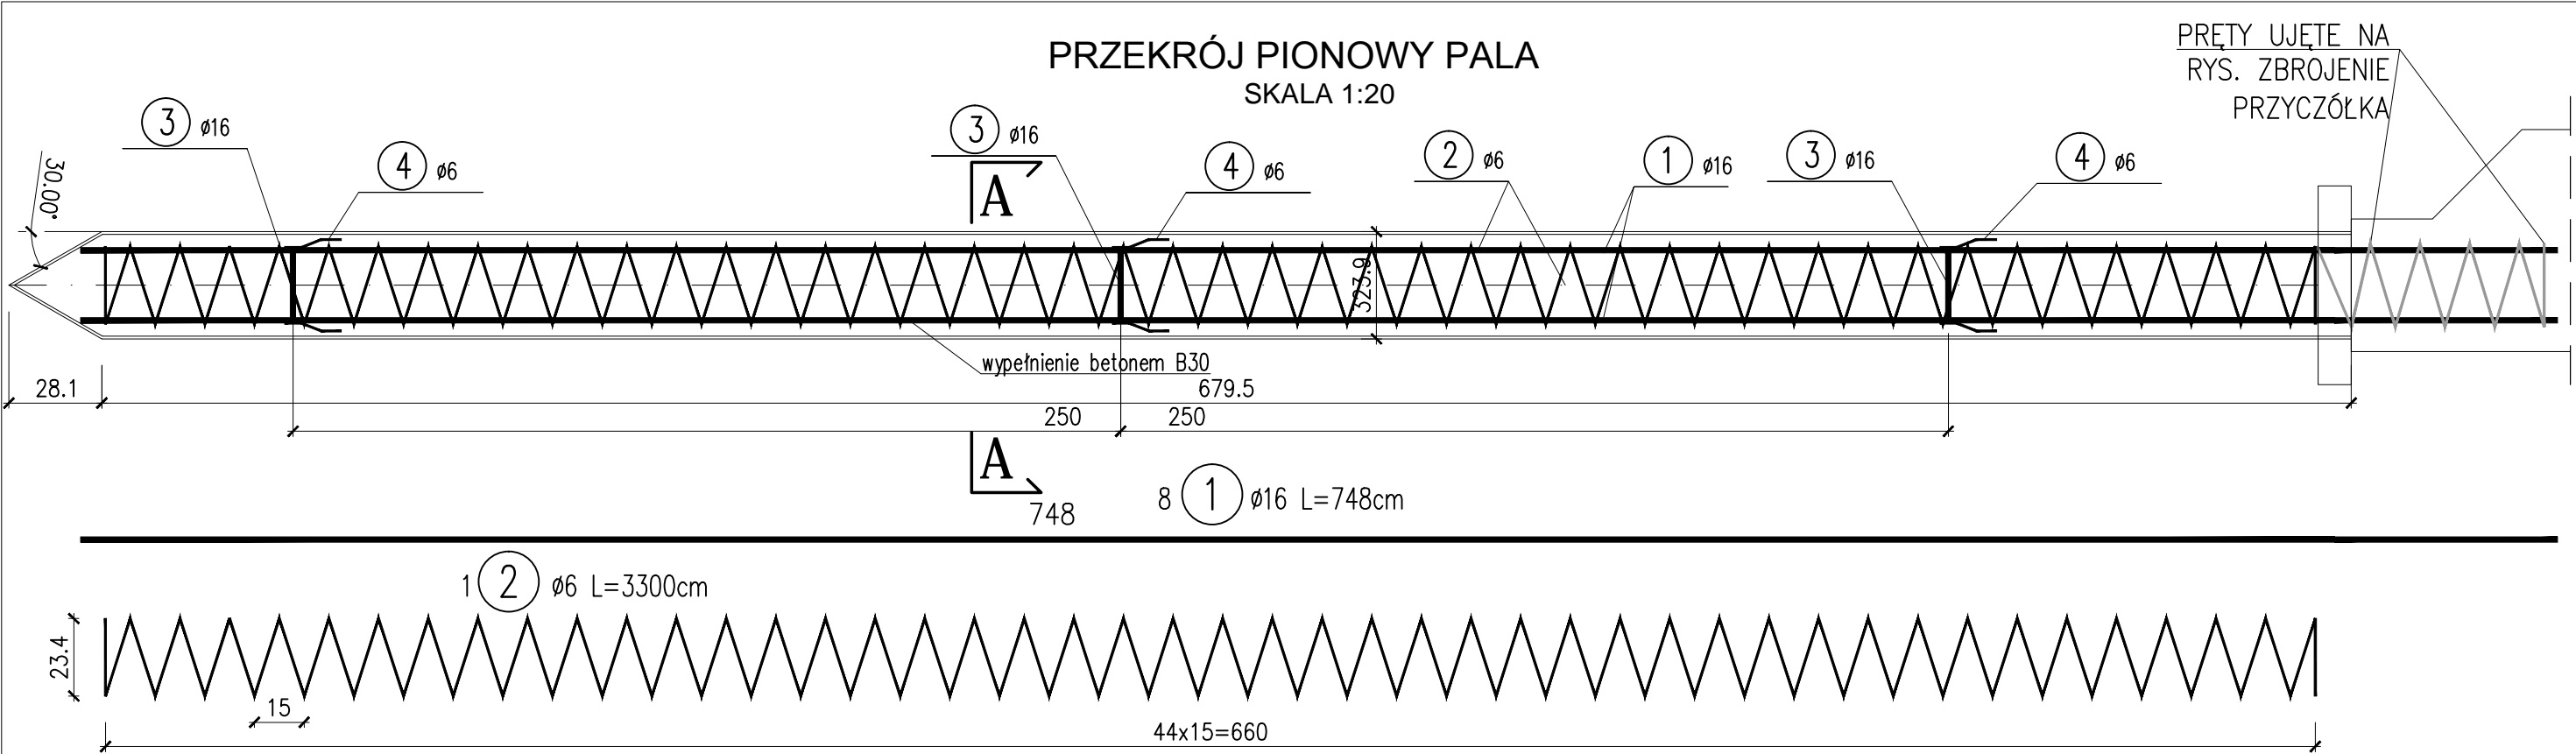 PRZEKRÓJ PIONOWY PALA
SKALA 1:20
PRĘTY UJĘTE NA
RYS. ZBROJENIE
PRZYCZÓŁKA
3 ø16
4 ø6
3 ø16
4 ø6
2 ø6
1 ø16
3 ø16
4 ø6
30.00°
A
323.9
wypełnienie betonem B30
28.1
679.5
250
250
A
748
8 1 ø16 L=748cm
1 2 ø6 L=3300cm
23.4
15
44x15=660